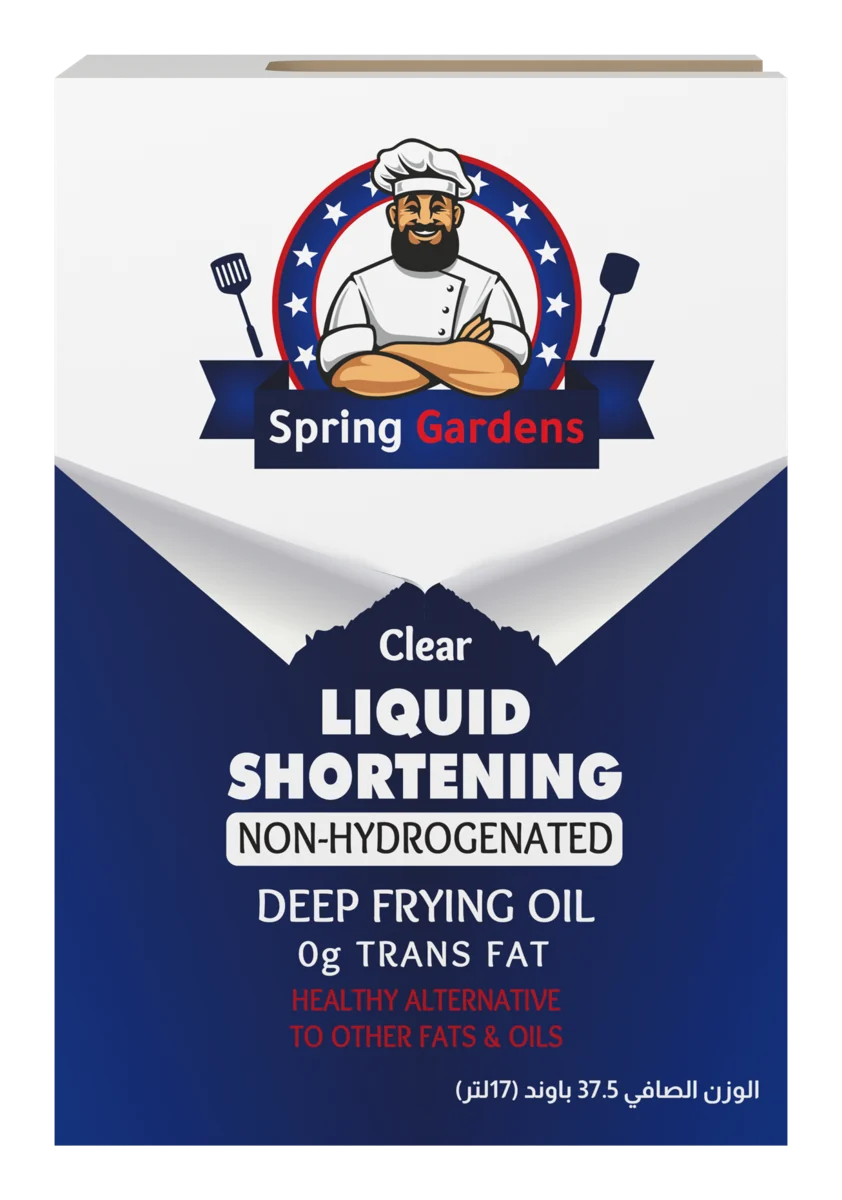 Spring Gardens
Clear
LIQUID
SHORTENING
NON-HYDROGENATED
DEEP FRYING OIL
0g TRANS FAT
HEALTHY ALTERNATIVE
TO OTHER FATS & OILS
الوزن الصافي 37.5 باوند (17لتر)